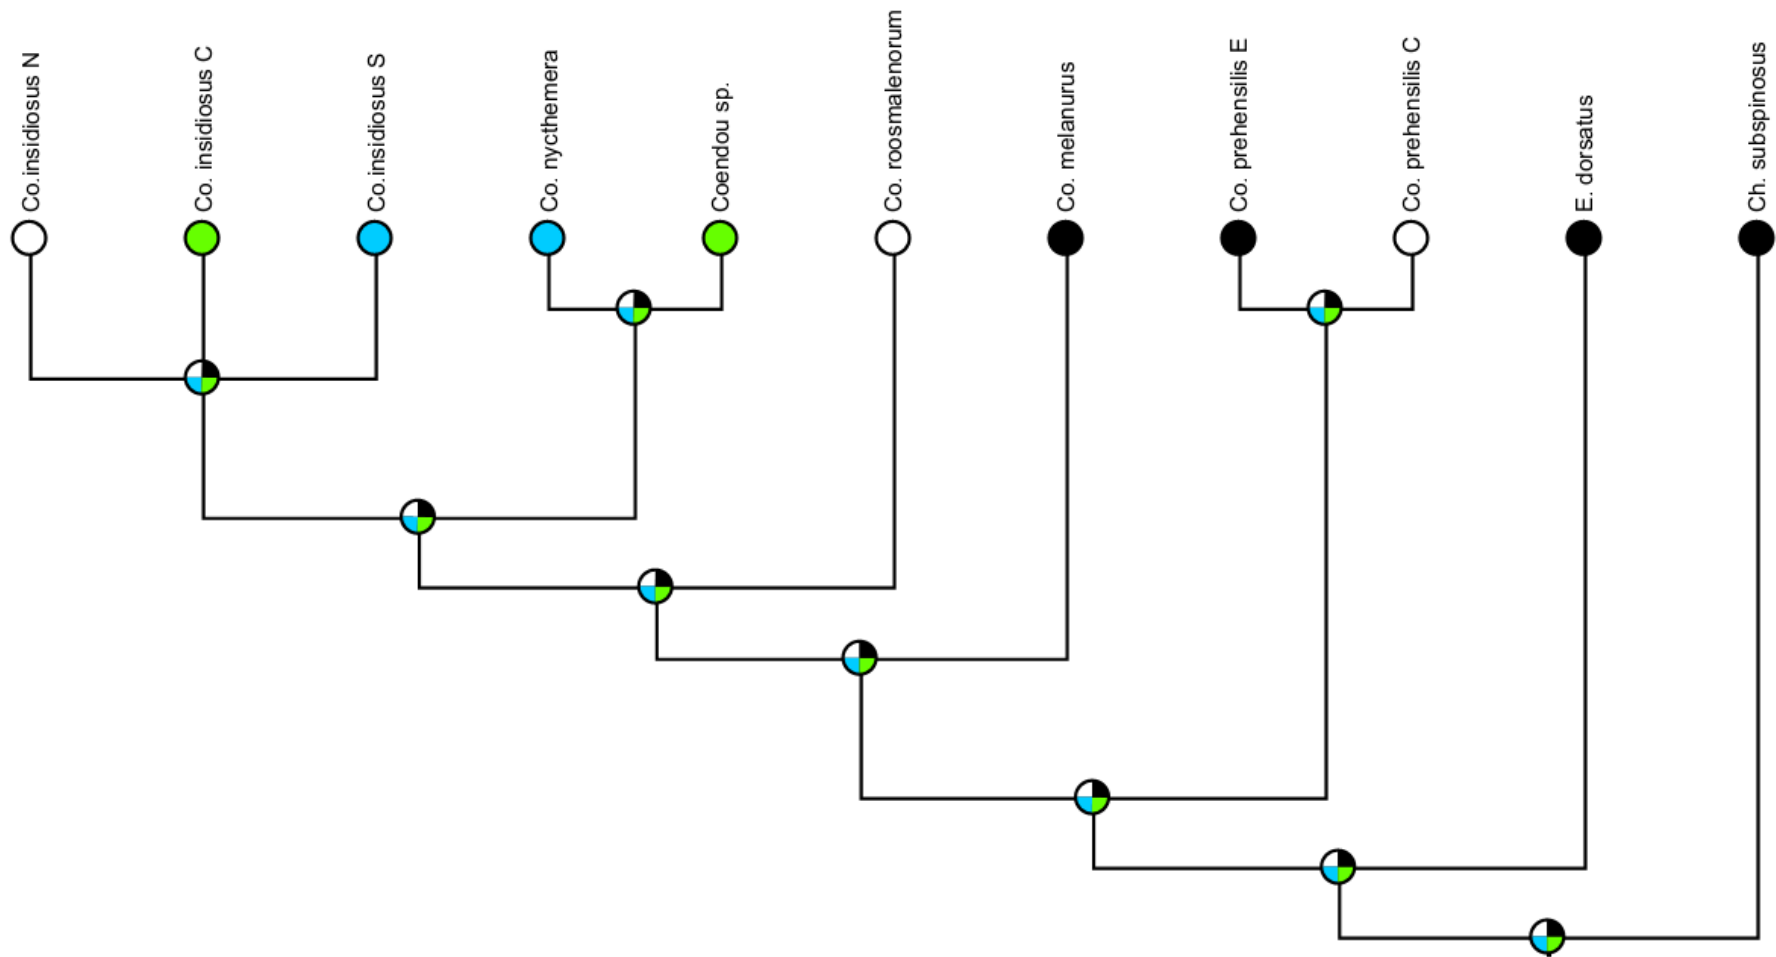 Co.insidiosus N
Co. insidiosus C
Co.insidiosus S
Co. nycthemera
Coendou sp.
Co. roosmalenorum
Co. melanurus
Co. prehensilis E
Co. prehensilis C
E. dorsatus
Ch. subspinosus